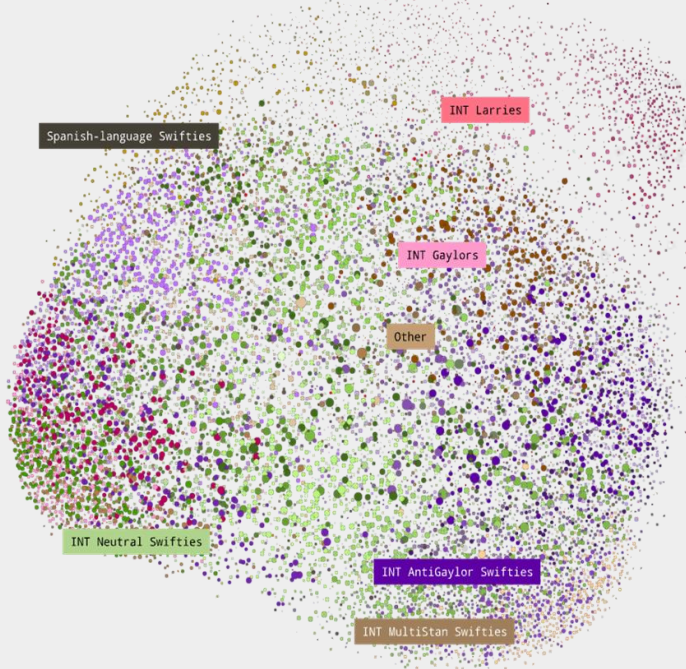 INT Larries
Spanish-language Swifties
INT Gaylors
Other
INT Neutral Swifties
INT AntiGaylor Swifties
INT MultiStan Swifties